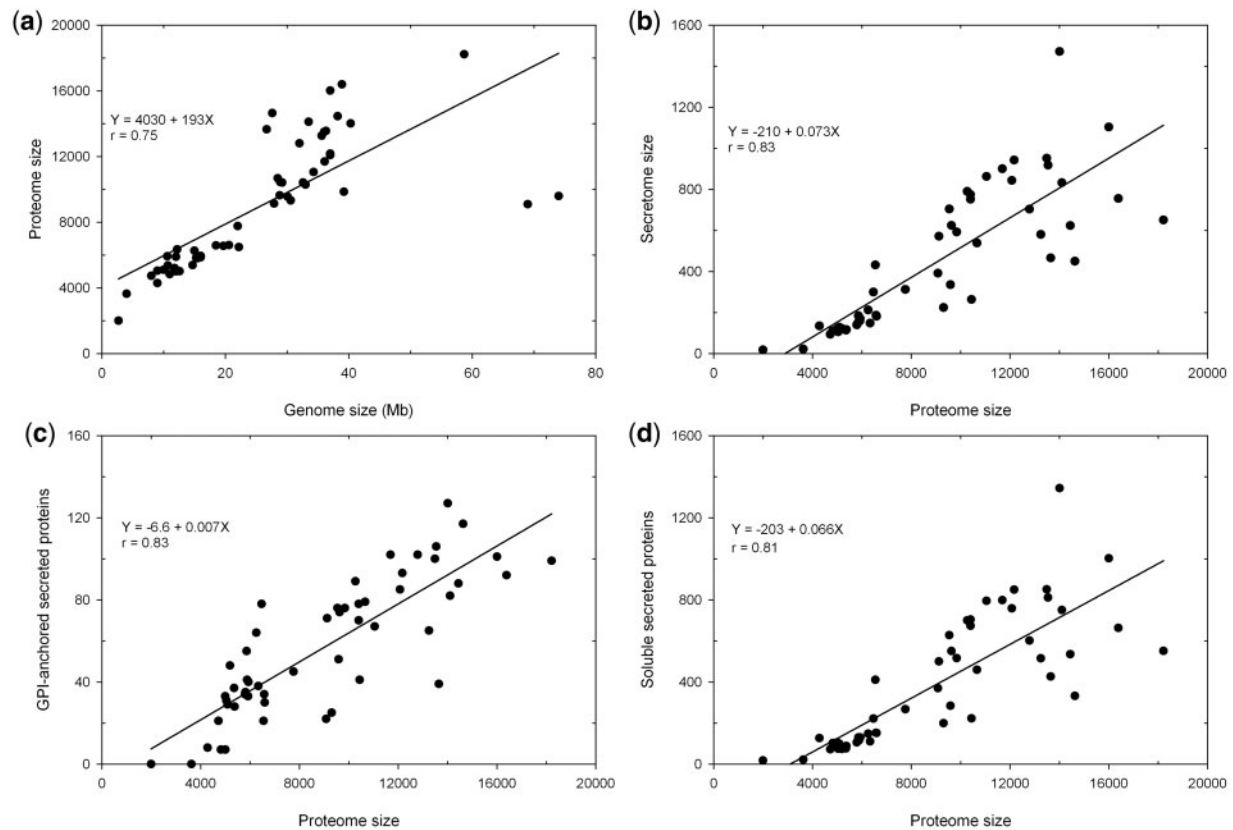 (a)
20000
16000
12000
8000
4000
0
Proteome size
Y = 4030 + 193X
r = 0.75
0 20 40 60 80
Genome size (Mb)
(b)
1600
1200
800
400
0
Secretome size
Y = -210 + 0.073X
r = 0.83
0 4000 8000 12000 16000 20000
Proteome size
(c)
160
120
80
40
0
GPI-anchored secreted proteins
Y = -6.6 + 0.007X
r = 0.83
0 4000 8000 12000 16000 20000
Proteome size
(d)
1600
1200
800
400
0
Soluble secreted proteins
Y = -203 + 0.066X
r = 0.81
0 4000 8000 12000 16000 20000
Proteome size